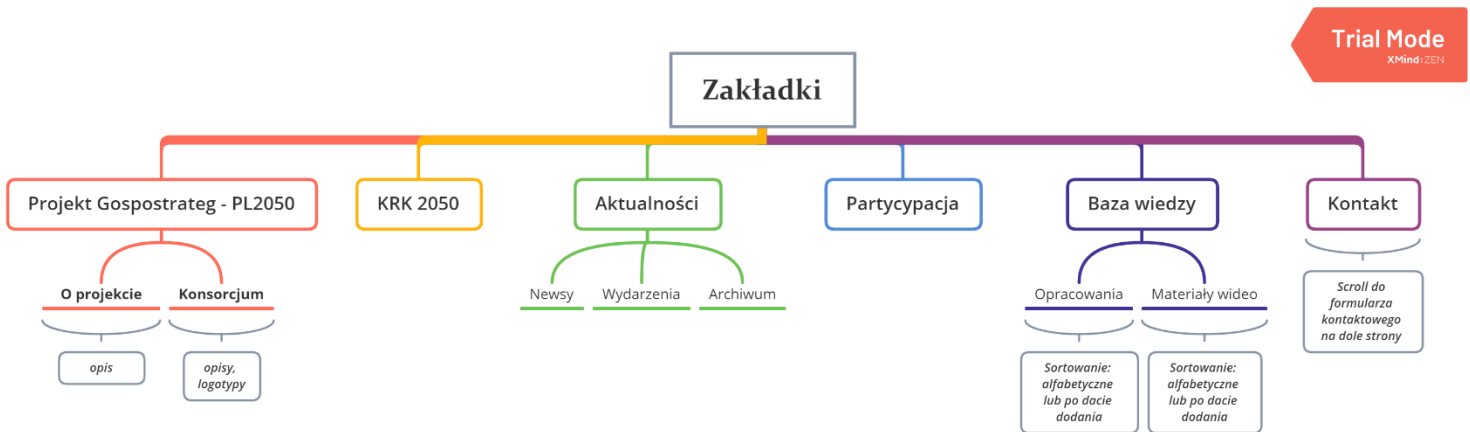 Trial Mode
XMind:ZEN
Zakładki
Projekt Gospostrateg - PL2050
KRK 2050
Aktualności
Partycypacja
Baza wiedzy
Kontakt
O projekcie
Konsorcjum
Newsy
Wydarzenia
Archiwum
Opracowania
Materiały wideo
opis
opisy,
logotypy
Sortowanie:
alfabetyczne
lub po dacie
dodania
Sortowanie:
alfabetyczne
lub po dacie
dodania
Scroll do
formularza
kontaktowego
na dole strony